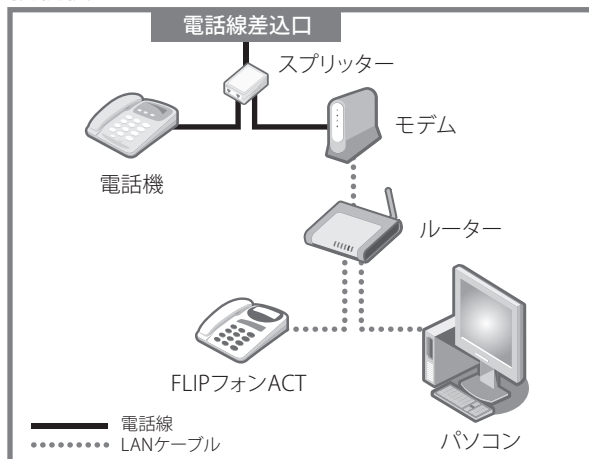 電話線差込口
スプリッター
モデム
電話機
ルーター
FLIPフォンACT
パソコン
電話線
LANケーブル